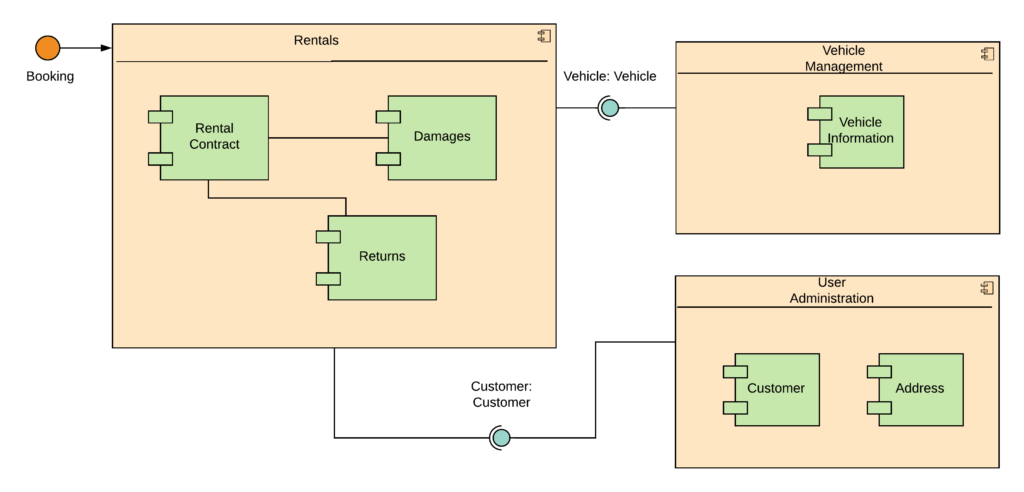 Booking
Rentals
Rental
Contract
Damages
Returns
Vehicle: Vehicle
Vehicle
Management
Vehicle
Information
Customer:
Customer
User
Administration
Customer
Address